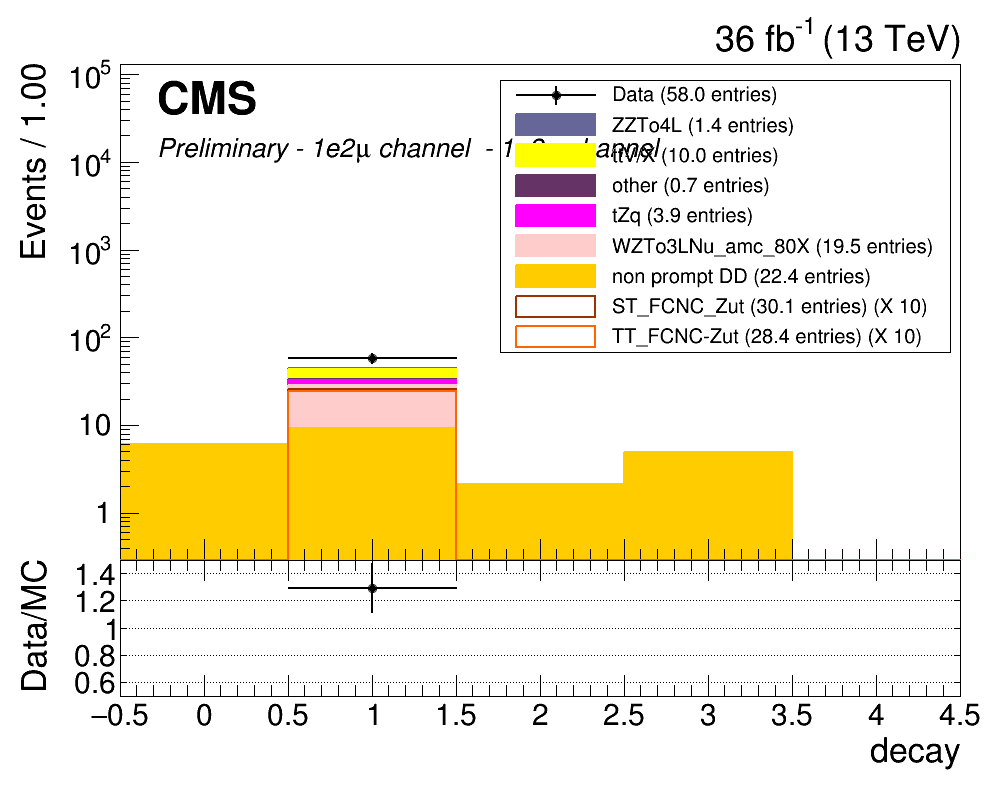 36 fb-1 (13 TeV)
Events / 1.00
10^5
10^4
10^3
10^2
10
1
CMS
Preliminary - 1e2μ channel -
Data (58.0 entries)
ZZTo4L (1.4 entries)
ttV/X (10.0 entries)
other (0.7 entries)
tZq (3.9 entries)
WZTo3LNu_amc_80X (19.5 entries)
non prompt DD (22.4 entries)
ST_FCNC_Zut (30.1 entries) (X 10)
TT_FCNC-Zut (28.4 entries) (X 10)
Data/MC
1.4
1.2
1
0.8
0.6
−0.5 0 0.5 1 1.5 2 2.5 3 3.5 4 4.5
decay